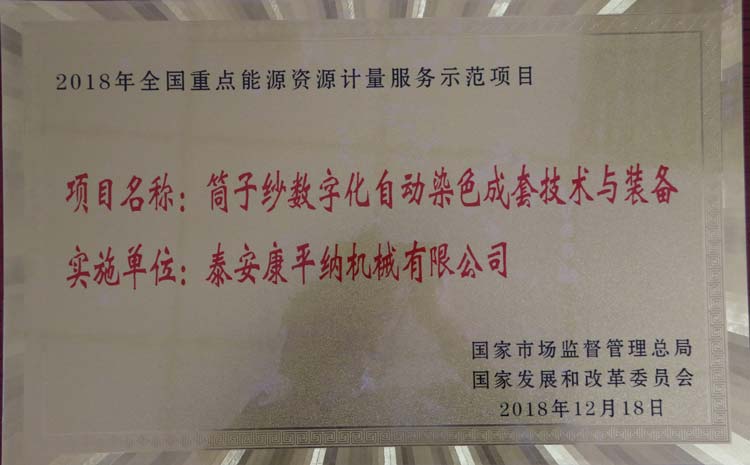 2018年全国重点能源资源计量服务示范项目
项目名称：筒子纱数字化自动染色成套技术与装备
实施单位：泰安康平纳机械有限公司
国家市场监督管理总局
国家发展和改革委员会
2018年12月18日